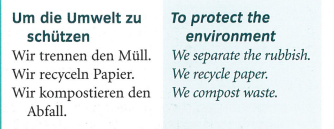 Um die Umwelt zu
schützen
Wir trennen den Müll.
Wir recyceln Papier.
Wir kompostieren den
Abfall.
To protect the
environment
We separate the rubbish.
We recycle paper.
We compost waste.